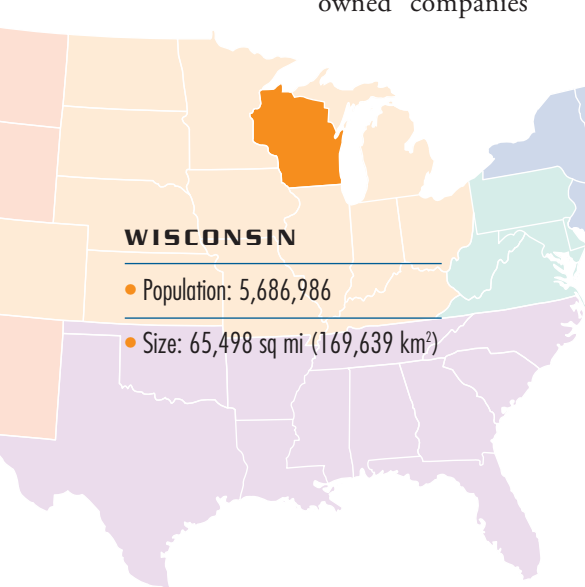 owned companies
WISCONSIN
• Population: 5,686,986
• Size: 65,498 sq mi (169,639 km²)